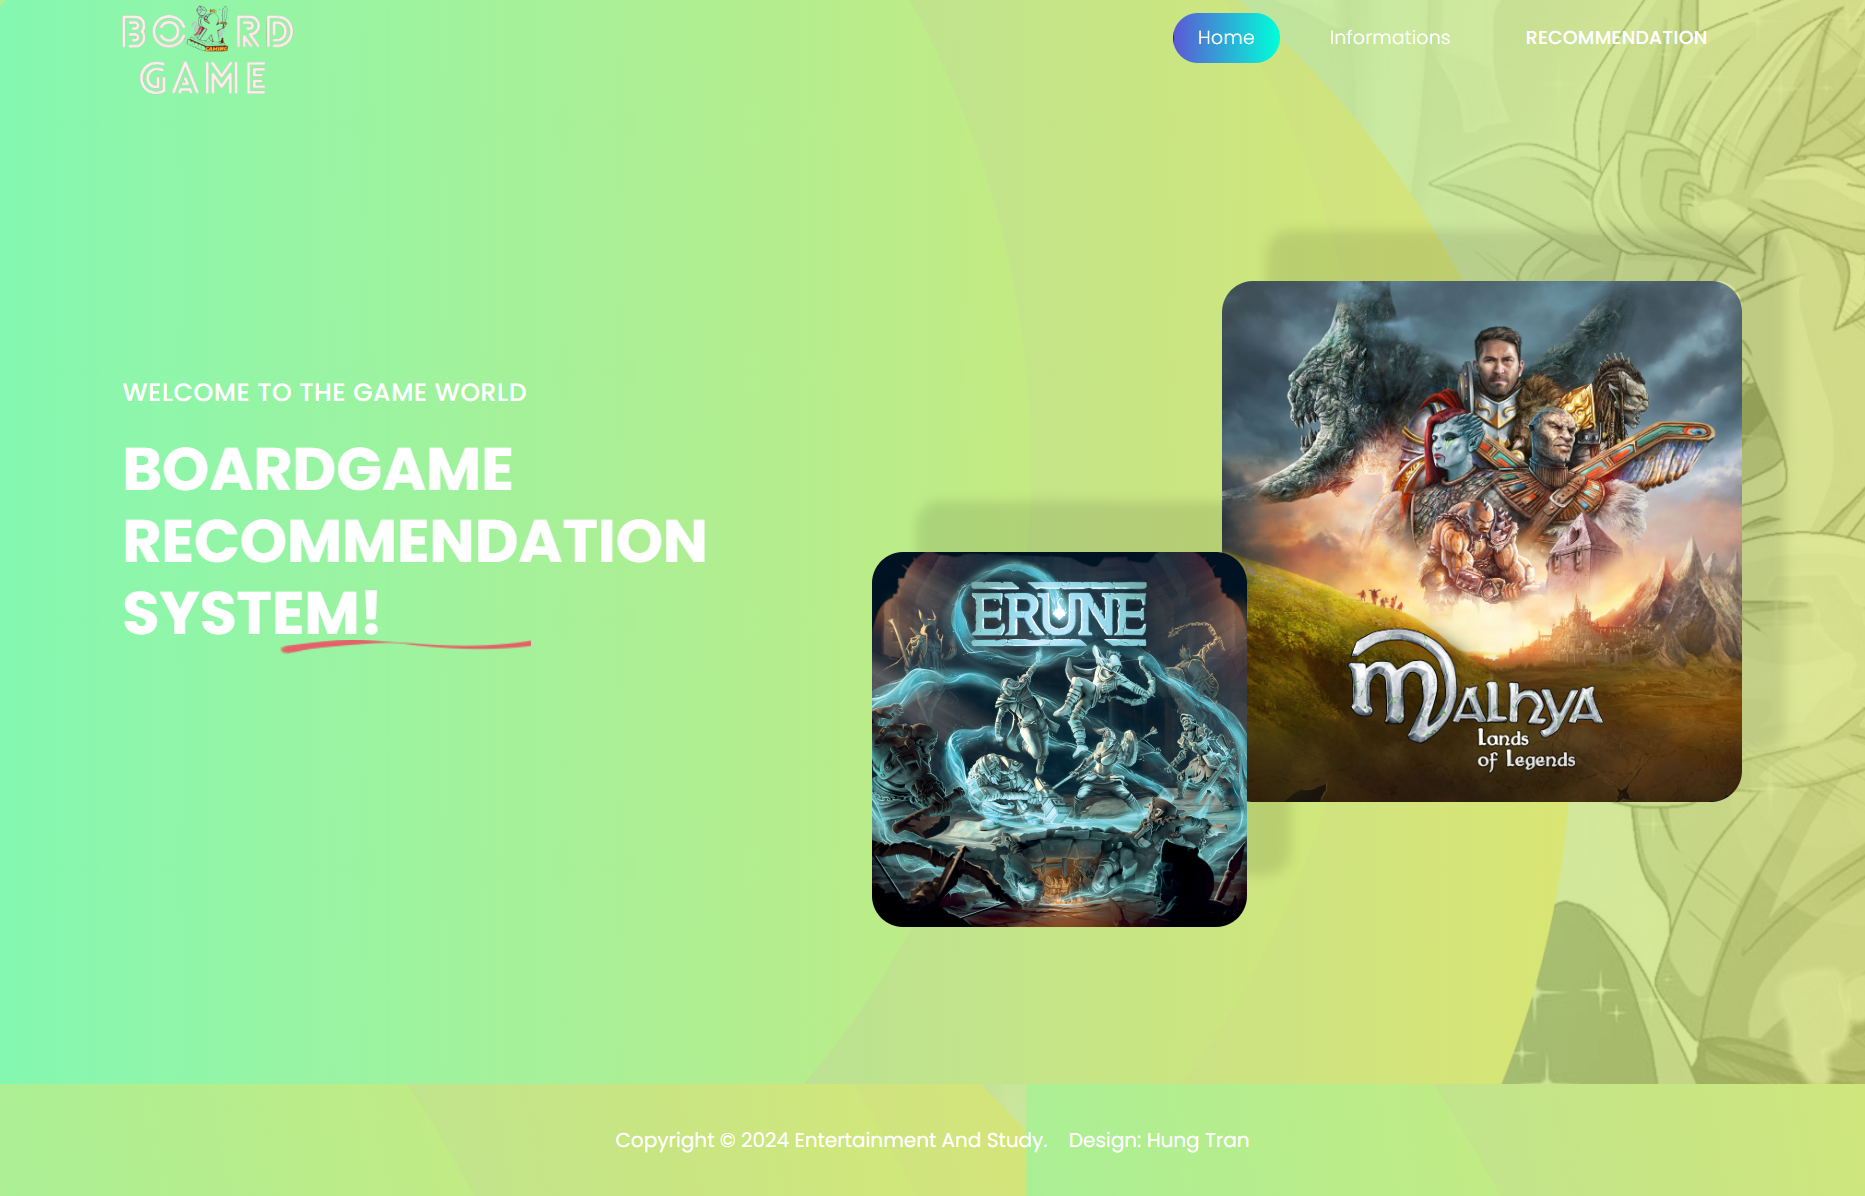 BOARD
GAMING
GAME
Home
Informations
RECOMMENDATION
WELCOME TO THE GAME WORLD
BOARDGAME
RECOMMENDATION
SYSTEM!
ERUNE
MALHYA
Lands
of Legends
Copyright © 2024 Entertainment And Study. Design: Hung Tran